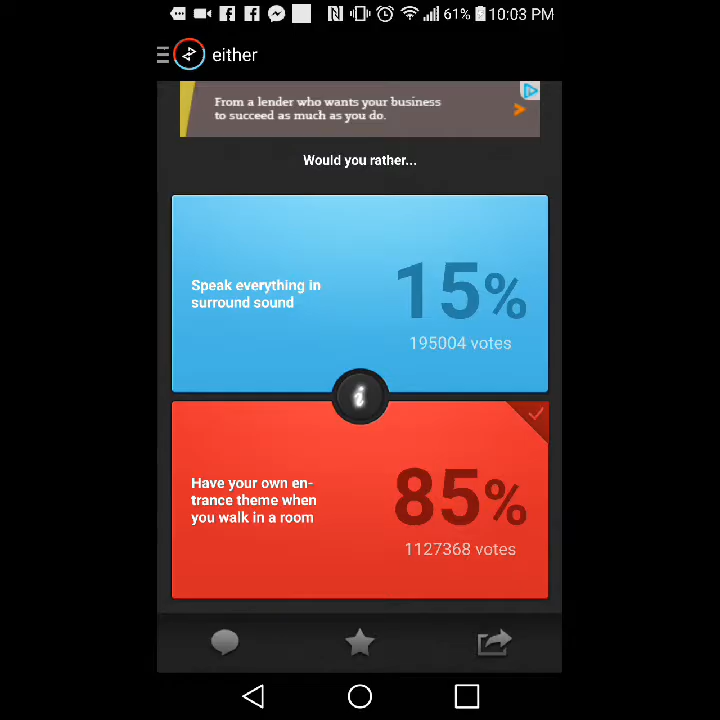 61% 10:03 PM
either
From a lender who wants your business
to succeed as much as you do.
Would you rather...
Speak everything in
surround sound
15%
195004 votes
i
Have your own en-
trance theme when
you walk in a room
85%
1127368 votes